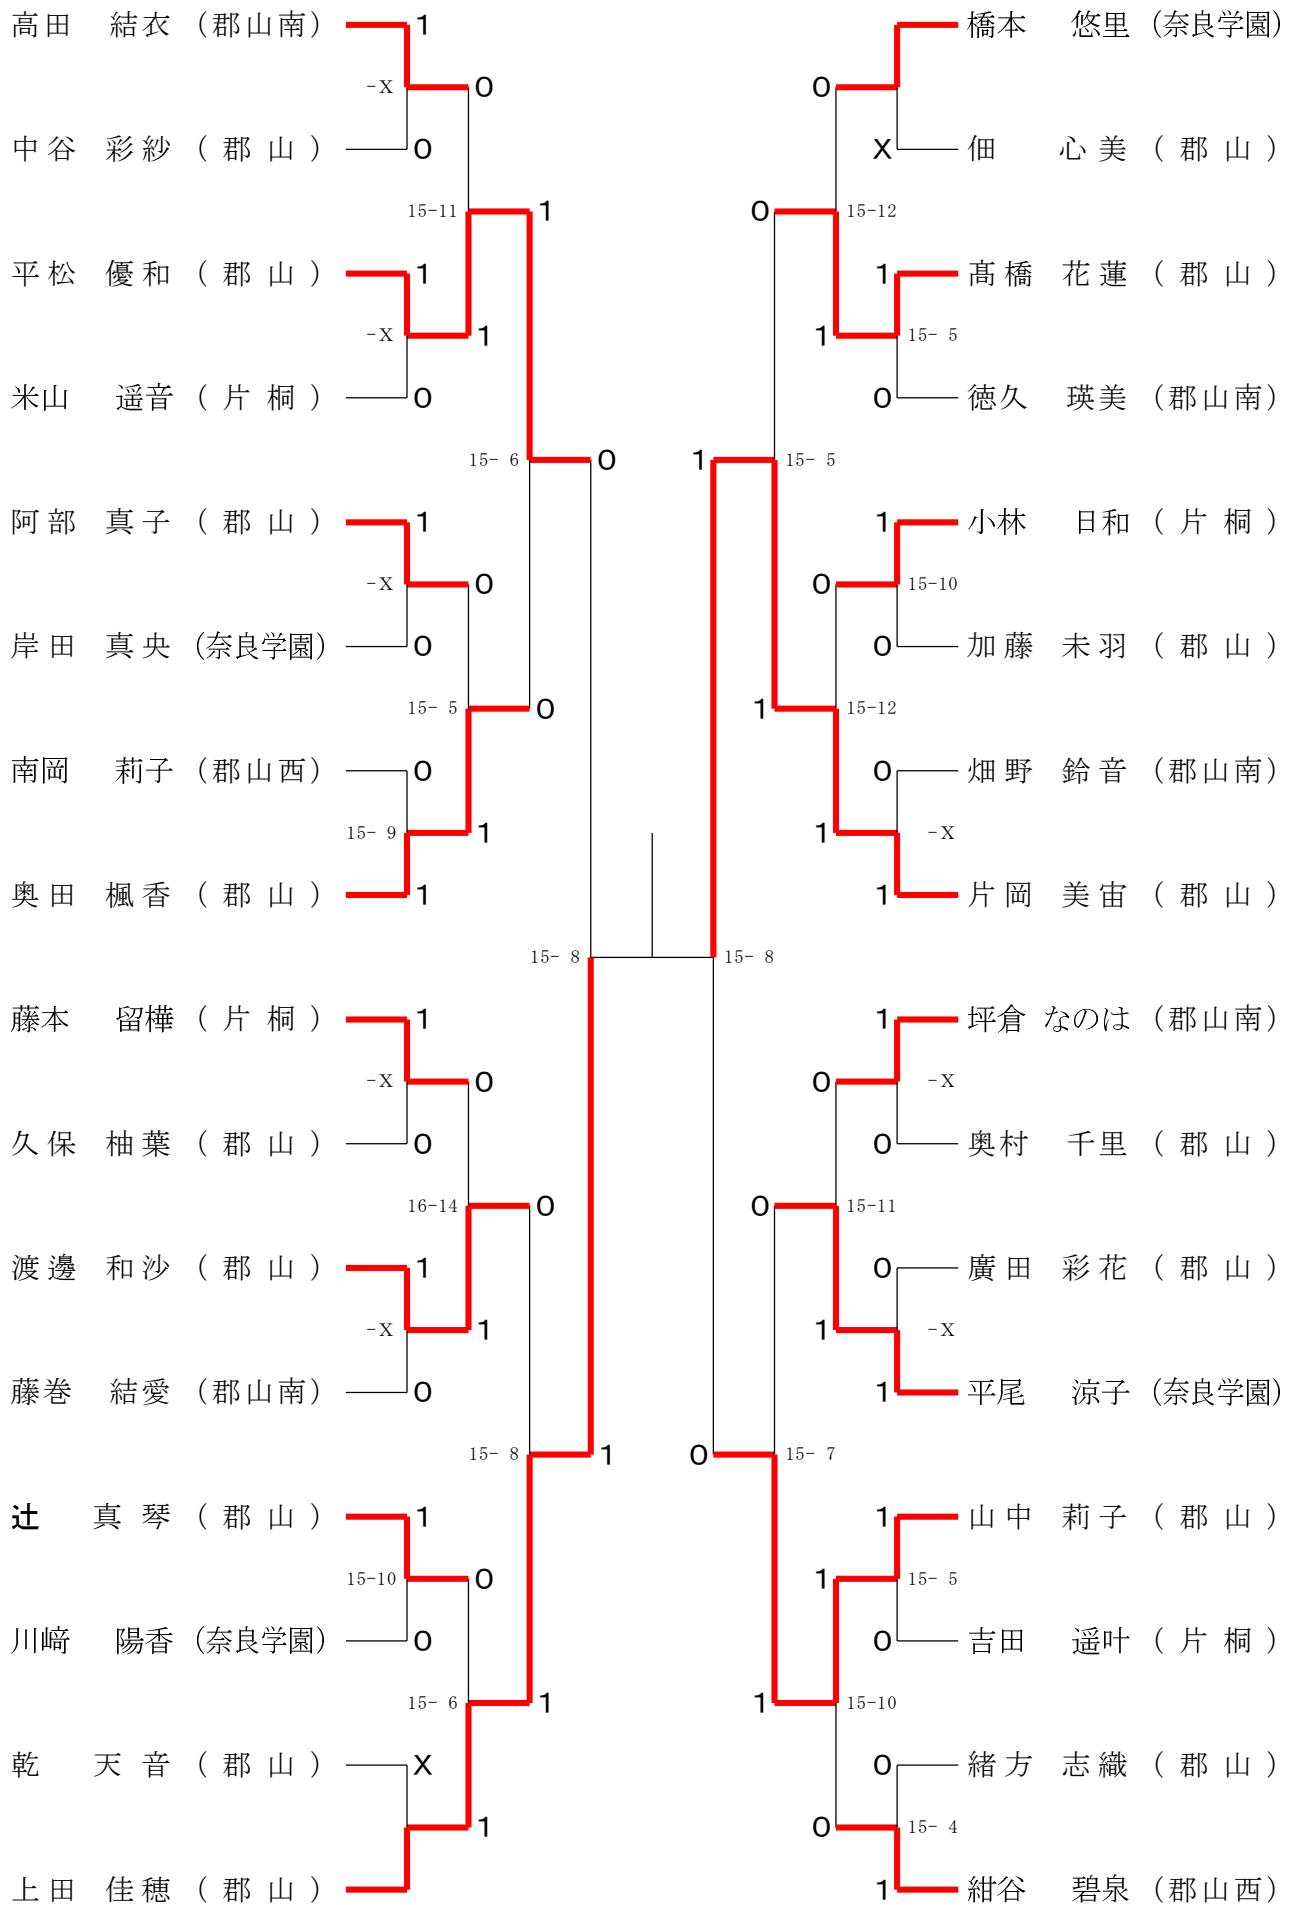 高田 結衣 (郡山南) 1 橋本 悠里 (奈良学園)
-X 0 0
中谷 彩紗 (郡山) 0 X 佃 心美 (郡山)
15-11 1 0 15-12
平松 優和 (郡山) 1 1 髙橋 花蓮 (郡山)
-X 1 1 15- 5
米山 遥音 (片桐) 0 0 徳久 瑛美 (郡山南)
15- 6 0 1 15- 5
阿部 真子 (郡山) 1 1 小林 日和 (片桐)
-X 0 0 15-10
岸田 真央 (奈良学園) 0 0 加藤 未羽 (郡山)
15- 5 0 1 15-12
南岡 莉子 (郡山西) 0 0 畑野 鈴音 (郡山南)
15- 9 1 1 -X
奥田 楓香 (郡山) 1 1 片岡 美宙 (郡山)
15- 8 15- 8
藤本 留樺 (片桐) 1 1 坪倉 なのは (郡山南)
-X 0 0 -X
久保 柚葉 (郡山) 0 0 奥村 千里 (郡山)
16-14 0 0 15-11
渡邊 和沙 (郡山) 1 0 廣田 彩花 (郡山)
-X 1 1 -X
藤巻 結愛 (郡山南) 0 1 平尾 涼子 (奈良学園)
15- 8 1 0 15- 7
辻 真琴 (郡山) 1 1 山中 莉子 (郡山)
15-10 0 1 15- 5
川﨑 陽香 (奈良学園) 0 0 吉田 遥叶 (片桐)
15- 6 1 1 15-10
乾 天音 (郡山) X 0 緒方 志織 (郡山)
1 0 15- 4
上田 佳穂 (郡山) 1 紺谷 碧泉 (郡山西)